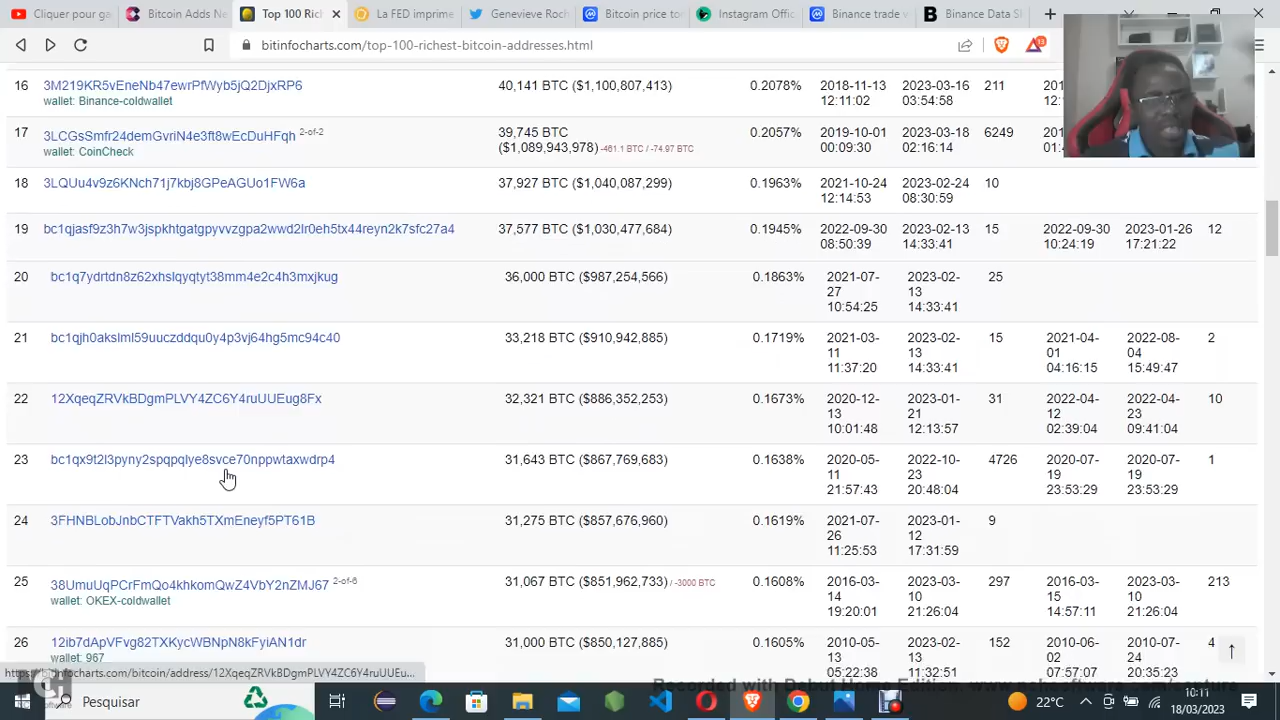 Cliquer pour ga
Bitcoin Adds Ne
Top 100 Ric
La FED imprime
Genevieve Roch
Bitcoin price to
Instagram Offic
Binance trade v
Binance Data S
bitinfocharts.com/top-100-richest-bitcoin-addresses.html
16 3M219KR5vEneNb47ewrPfWyb5jQ2DjxRP6 40,141 BTC ($1,100,807,413) 0.2078% 2018-11-13 2023-03-16 211 201
wallet: Binance-coldwallet 12:11:02 03:54:58 12:1
17 3LCGsSmfr24demGvriN4e3ft8wEcDuHFqh 2-of-2 39,745 BTC 0.2057% 2019-10-01 2023-03-18 6249 201
wallet: CoinCheck ($1,089,943,978) -461.1 BTC / -74.97 BTC 00:09:30 02:16:14 01:4
18 3LQUu4v9z6KNch71j7kbj8GPeAGUo1FW6a 37,927 BTC ($1,040,087,299) 0.1963% 2021-10-24 2023-02-24 10
12:14:53 08:30:59
19 bc1qjasf9z3h7w3jspkhtgatgpyvvzgpa2wwd2lr0eh5tx44reyn2k7sfc27a4 37,577 BTC ($1,030,477,684) 0.1945% 2022-09-30 2023-02-13 15 2022-09-30 2023-01-26 12
08:50:39 14:33:41 10:24:19 17:21:22
20 bc1q7ydrtdn8z62xhslqyqtyt38mm4e2c4h3mxjkug 36,000 BTC ($987,254,566) 0.1863% 2021-07- 2023-02- 25
27 13
10:54:25 14:33:41
21 bc1qjh0akslml59uuczddqu0y4p3vj64hg5mc94c40 33,218 BTC ($910,942,885) 0.1719% 2021-03- 2023-02- 15 2021-04- 2022-08- 2
11 13 01 04
11:37:20 14:33:41 04:16:15 15:49:47
22 12XqeqZRVkBDgmPLVY4ZC6Y4ruUUEug8Fx 32,321 BTC ($886,352,253) 0.1673% 2020-12- 2023-01- 31 2022-04- 2022-04- 10
13 21 12 23
10:01:48 12:13:57 02:39:04 09:41:04
23 bc1qx9t2l3pyny2spqpqlye8svce70nppwtaxwdrp4 31,643 BTC ($867,769,683) 0.1638% 2020-05- 2022-10- 4726 2020-07- 2020-07- 1
11 23 19 19
21:57:43 20:48:04 23:53:29 23:53:29
24 3FHNBLobJnbCTFTVakh5TXmEneyf5PT61B 31,275 BTC ($857,676,960) 0.1619% 2021-07- 2023-01- 9
26 12
11:25:53 17:31:59
25 38UmuUqPCrFmQo4khkomQwZ4VbY2nZMJ67 2-of-6 31,067 BTC ($851,962,733) / -3000 BTC 0.1608% 2016-03- 2023-03- 297 2016-03- 2023-03- 213
wallet: OKEX-coldwallet 14 10 15 10
19:20:01 21:26:04 14:57:11 21:26:04
26 12ib7dApVFvg82TXKycWBNpN8kFyiAN1dr 31,000 BTC ($850,127,885) 0.1605% 2010-05- 2023-02- 152 2010-06- 2010-07- 4
wallet: 967 13 13 02 24
05:22:38 11:32:51 07:57:07 20:35:23
https://bitinfocharts.com/bitcoin/address/12XqeqZRVkBDgmPLVY4ZC6Y4ruUUEu...
Recorded with Debut Home Edition. www.nchsoftware.com/capture
Pesquisar
22°C
10:11
18/03/2023